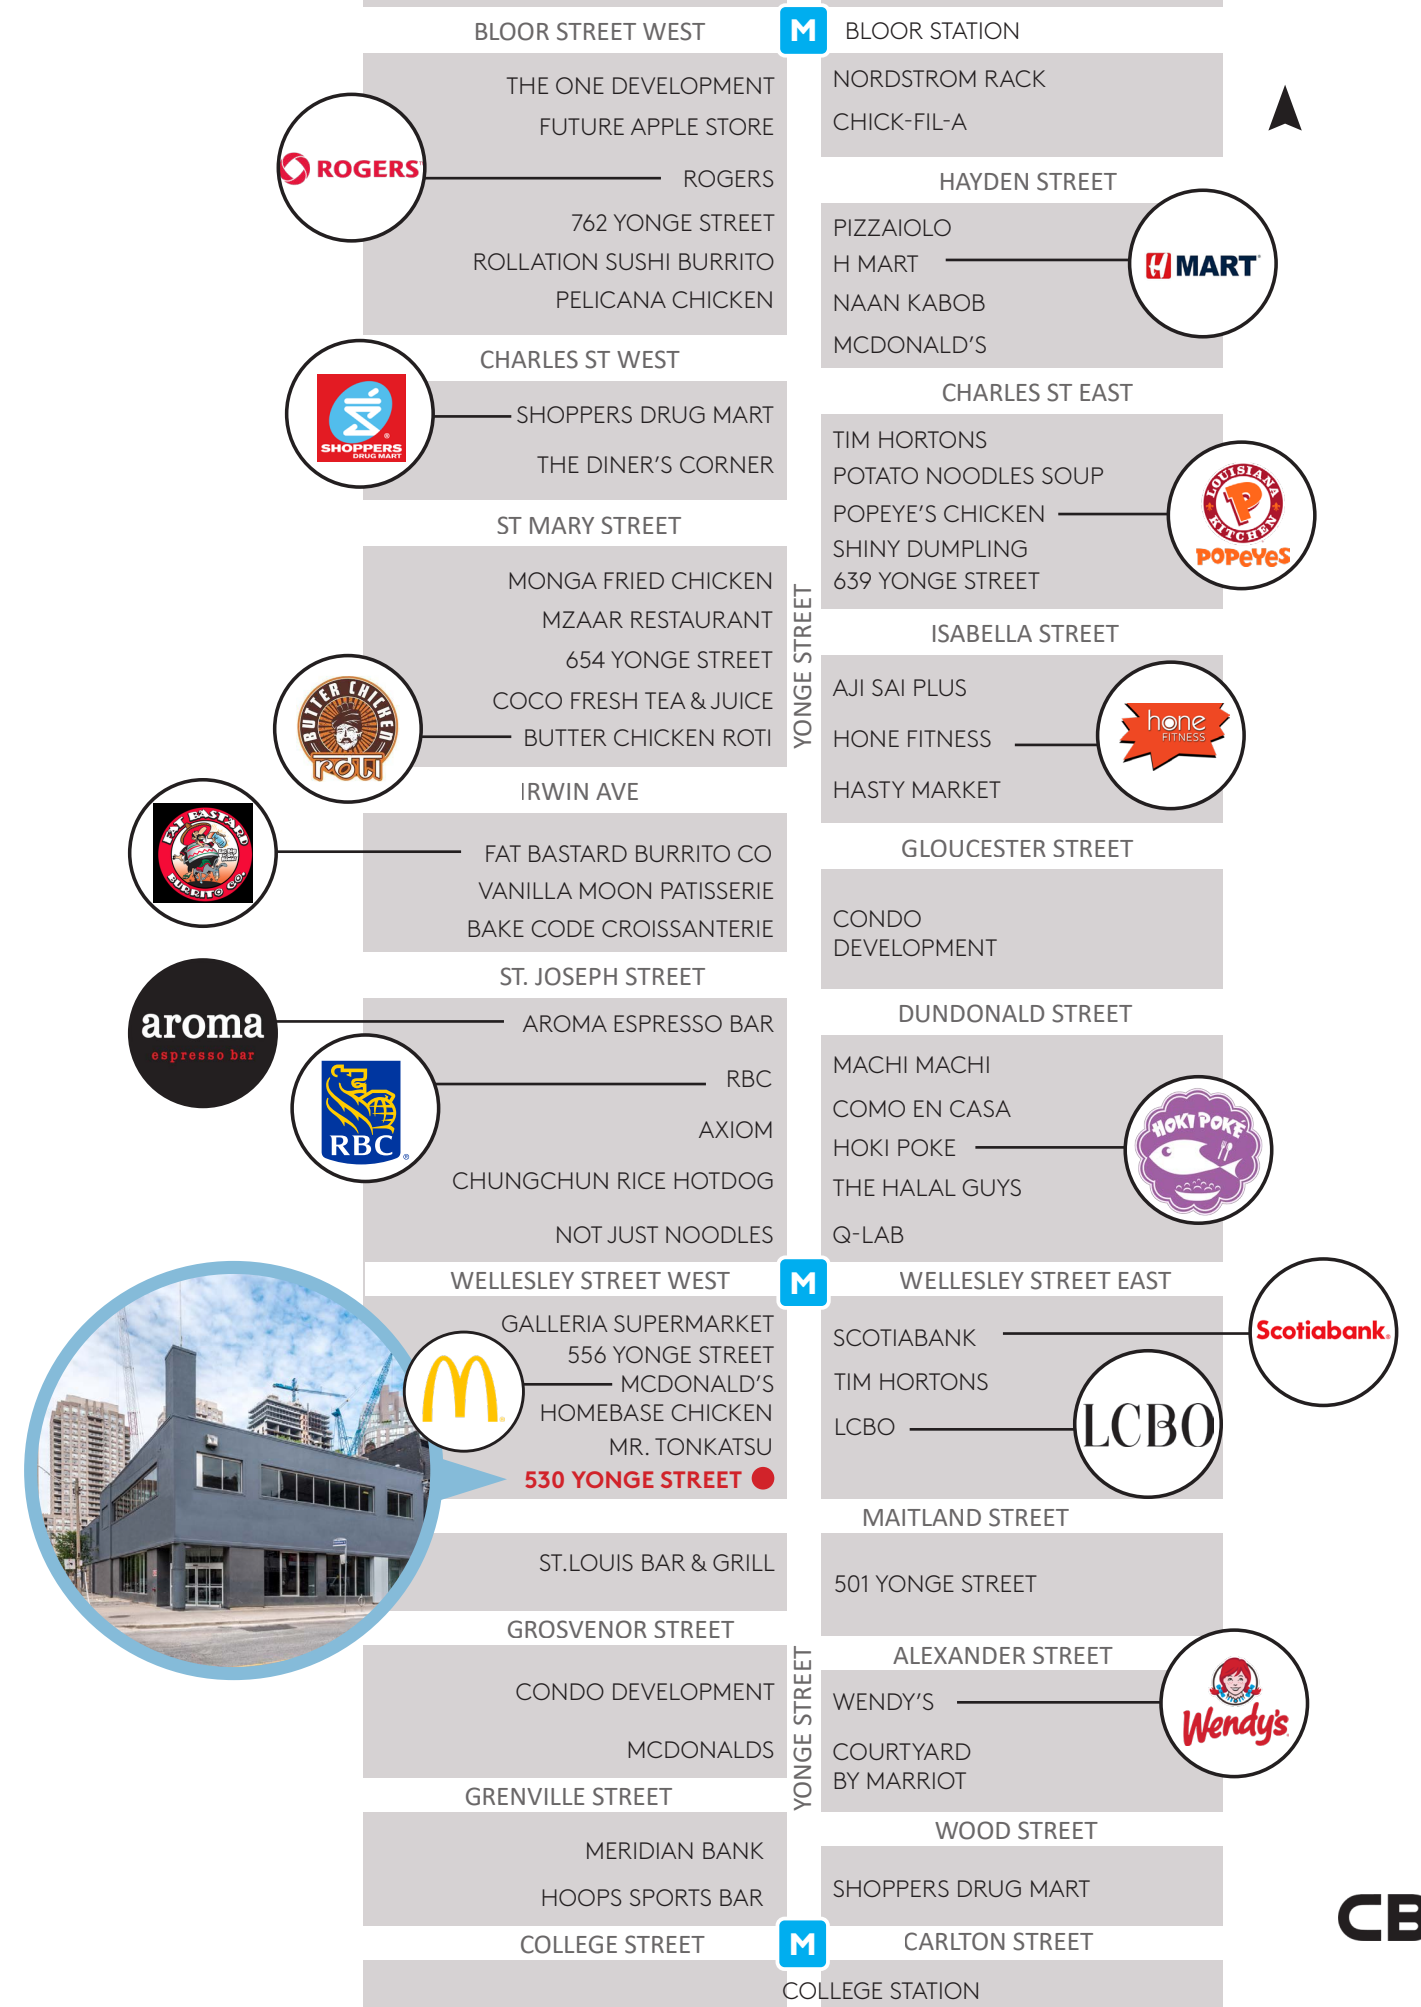 BLOOR STREET WEST
M
BLOOR STATION
THE ONE DEVELOPMENT
FUTURE APPLE STORE
ROGERS
ROGERS
762 YONGE STREET
ROLLATION SUSHI BURRITO
PELICANA CHICKEN
NORDSTROM RACK
CHICK-FIL-A
HAYDEN STREET
PIZZAIOLO
H MART
H MART
NAAN KABOB
MCDONALD'S
CHARLES ST WEST
SHOPPERS
DRUG MART
SHOPPERS DRUG MART
THE DINER'S CORNER
CHARLES ST EAST
TIM HORTONS
POTATO NOODLES SOUP
POPEYE'S CHICKEN
SHINY DUMPLING
639 YONGE STREET
LOUISIANA
P
KITCHEN
POPEYES
ST MARY STREET
MONGA FRIED CHICKEN
MZAAR RESTAURANT
654 YONGE STREET
COCO FRESH TEA & JUICE
BUTTER CHICKEN ROTI
BUTTER CHICKEN
roti
YONGE STREET
ISABELLA STREET
AJI SAI PLUS
HONE FITNESS
HASTY MARKET
hone
FITNESS
IRWIN AVE
FAT BASTARD
BURRITO CO.
FAT BASTARD BURRITO CO
VANILLA MOON PATISSERIE
BAKE CODE CROISSANTERIE
GLOUCESTER STREET
CONDO
DEVELOPMENT
ST. JOSEPH STREET
aroma
espresso bar
AROMA ESPRESSO BAR
RBC
RBC
AXIOM
CHUNGCHUN RICE HOTDOG
NOT JUST NOODLES
DUNDONALD STREET
MACHI MACHI
COMO EN CASA
HOKI POKE
THE HALAL GUYS
Q-LAB
HOKI POKÉ
WELLESLEY STREET WEST
M
WELLESLEY STREET EAST
GALLERIA SUPERMARKET
556 YONGE STREET
MCDONALD'S
HOMEBASE CHICKEN
MR. TONKATSU
530 YONGE STREET
SCOTIABANK
Scotiabank
TIM HORTONS
LCBO
LCBO
MAITLAND STREET
ST.LOUIS BAR & GRILL
501 YONGE STREET
GROSVENOR STREET
ALEXANDER STREET
CONDO DEVELOPMENT
MCDONALDS
YONGE STREET
WENDY'S
Wendy's
COURTYARD
BY MARRIOT
GRENVILLE STREET
WOOD STREET
MERIDIAN BANK
HOOPS SPORTS BAR
SHOPPERS DRUG MART
COLLEGE STREET
M
CARLTON STREET
COLLEGE STATION
CB